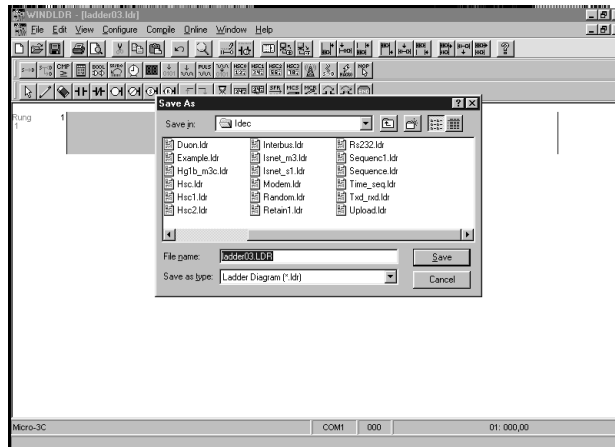 WINDLDR - [ladder03.ldr]
File Edit View Configure Compile Online Window Help
Rung 1
1
Save As
Save in: Idec
Duon.ldr Interbus.ldr Rs232.ldr
Example.ldr Isnet_m3.ldr Sequenc1.ldr
Hg1b_m3c.ldr Isnet_s1.ldr Sequence.ldr
Hsc.ldr Modem.ldr Time_seq.ldr
Hsc1.ldr Random.ldr Txd_rxd.ldr
Hsc2.ldr Retain1.ldr Upload.ldr
File name: ladder03.LDR Save
Save as type: Ladder Diagram (*.ldr) Cancel
Micro-3C COM1 000 01: 000,00